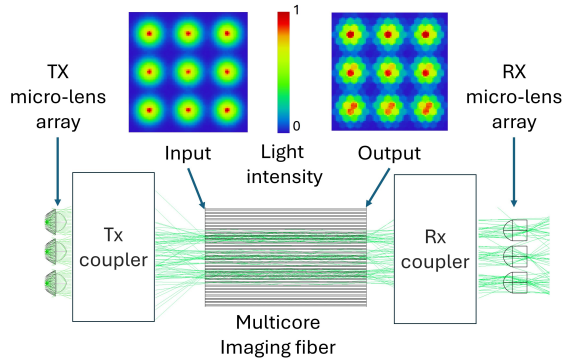 1
TX
micro-lens
array
RX
micro-lens
array
0
Input
Light
intensity
Output
Tx
coupler
Rx
coupler
Multicore
Imaging fiber